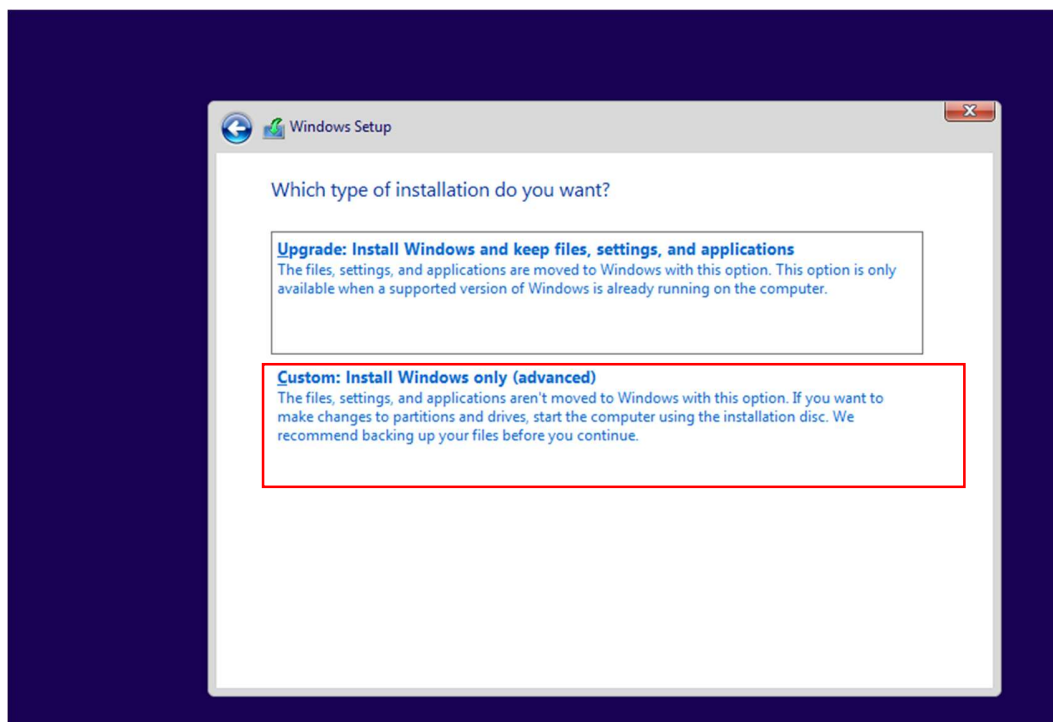 Windows Setup
Which type of installation do you want?
Upgrade: Install Windows and keep files, settings, and applications
The files, settings, and applications are moved to Windows with this option. This option is only
available when a supported version of Windows is already running on the computer.
Custom: Install Windows only (advanced)
The files, settings, and applications aren't moved to Windows with this option. If you want to
make changes to partitions and drives, start the computer using the installation disc. We
recommend backing up your files before you continue.